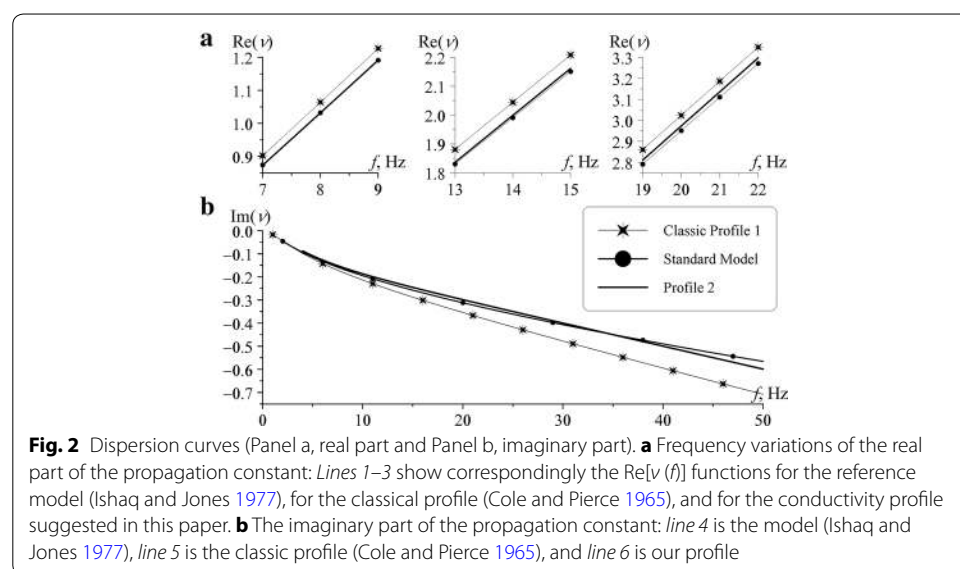 a
Re(ν)
Re(ν)
Re(ν)
1.2
1.1
1.0
0.9
f, Hz
7 8 9
2.2
2.1
2.0
1.9
1.8
f, Hz
13 14 15
3.3
3.2
3.1
3.0
2.9
2.8
f, Hz
19 20 21 22
b
Im(ν)
0.0
−0.1
−0.2
−0.3
−0.4
−0.5
−0.6
−0.7
f, Hz
0 10 20 30 40 50
Classic Profile 1
Standard Model
Profile 2
Fig. 2 Dispersion curves (Panel a, real part and Panel b, imaginary part). a Frequency variations of the real
part of the propagation constant: Lines 1–3 show correspondingly the Re[ν (f)] functions for the reference
model (Ishaq and Jones 1977), for the classical profile (Cole and Pierce 1965), and for the conductivity profile
suggested in this paper. b The imaginary part of the propagation constant: line 4 is the model (Ishaq and
Jones 1977), line 5 is the classic profile (Cole and Pierce 1965), and line 6 is our profile